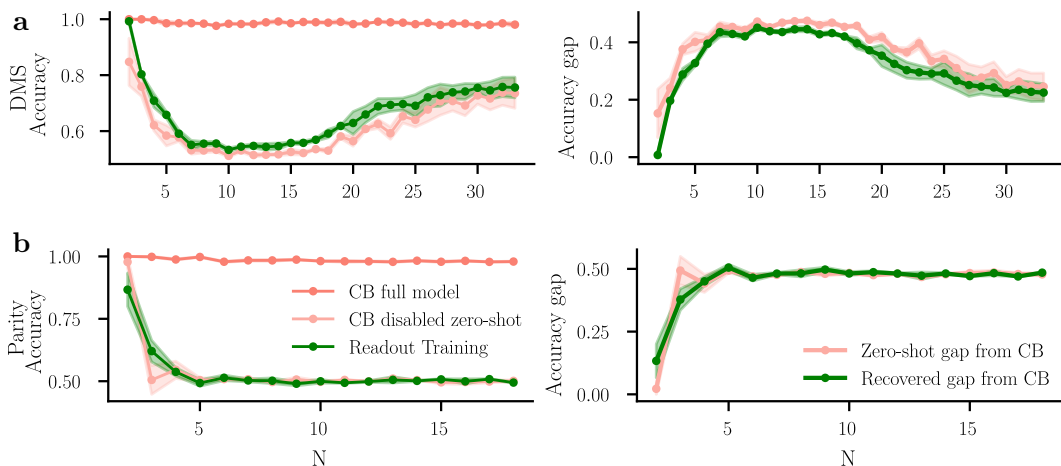 a
DMS
Accuracy
1.0
0.8
0.6
5
10
15
20
25
30
Accuracy gap
0.4
0.2
0.0
5
10
15
20
25
30
b
Parity
Accuracy
1.00
0.75
0.50
CB full model
CB disabled zero-shot
Readout Training
5
10
15
N
Accuracy gap
0.50
0.25
0.00
Zero-shot gap from CB
Recovered gap from CB
5
10
15
N